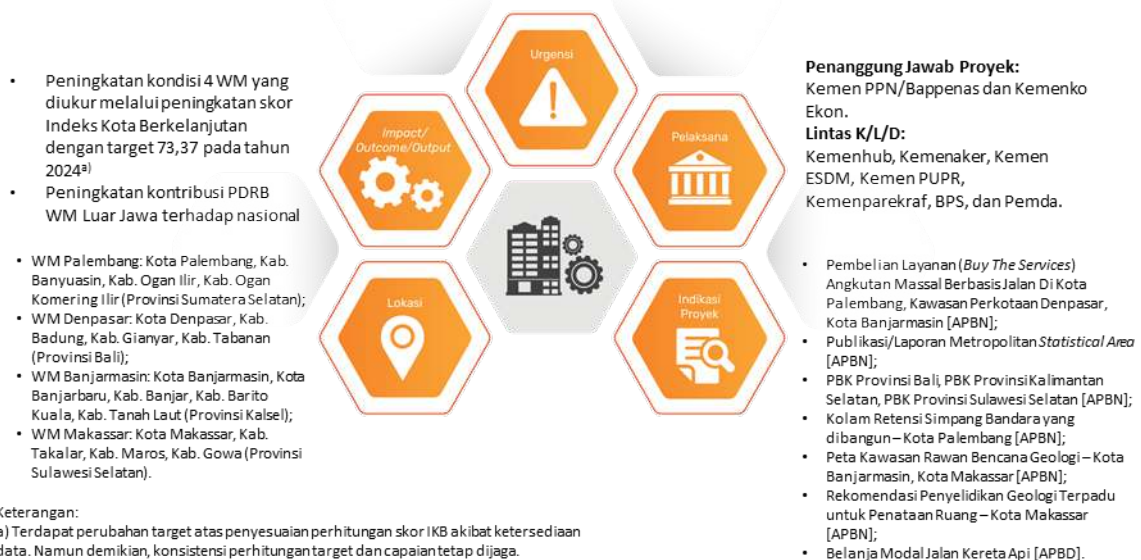 Urgensi
• Peningkatan kondisi 4 WM yang
diukur melalui peningkatan skor
Indeks Kota Berkelanjutan
dengan target 73,37 pada tahun
2024ᵃ⁾
• Peningkatan kontribusi PDRB
WM Luar Jawa terhadap nasional
Impact/
Outcome/Output
Pelaksana
Penanggung Jawab Proyek:
Kemen PPN/Bappenas dan Kemenko
Ekon.
Lintas K/L/D:
Kemenhub, Kemenaker, Kemen
ESDM, Kemen PUPR,
Kemenparekraf, BPS, dan Pemda.
• WM Palembang: Kota Palembang, Kab.
Banyuasin, Kab. Ogan Ilir, Kab. Ogan
Komering Ilir (Provinsi Sumatera Selatan);
• WM Denpasar: Kota Denpasar, Kab.
Badung, Kab. Gianyar, Kab. Tabanan
(Provinsi Bali);
• WM Banjarmasin: Kota Banjarmasin, Kota
Banjarbaru, Kab. Banjar, Kab. Barito
Kuala, Kab. Tanah Laut (Provinsi Kalsel);
• WM Makassar: Kota Makassar, Kab.
Takalar, Kab. Maros, Kab. Gowa (Provinsi
Sulawesi Selatan).
Lokasi
Indikasi
Proyek
• Pembelian Layanan (Buy The Services)
Angkutan Massal Berbasis Jalan Di Kota
Palembang, Kawasan Perkotaan Denpasar,
Kota Banjarmasin [APBN];
• Publikasi/Laporan Metropolitan Statistical Area
[APBN];
• PBK Provinsi Bali, PBK Provinsi Kalimantan
Selatan, PBK Provinsi Sulawesi Selatan [APBN];
• Kolam Retensi Simpang Bandara yang
dibangun – Kota Palembang [APBN];
• Peta Kawasan Rawan Bencana Geologi – Kota
Banjarmasin, Kota Makassar [APBN];
• Rekomendasi Penyelidikan Geologi Terpadu
untuk Penataan Ruang – Kota Makassar
[APBN];
• Belanja Modal Jalan Kereta Api [APBD].
Keterangan:
a) Terdapat perubahan target atas penyesuaian perhitungan skor IKB akibat ketersediaan
data. Namun demikian, konsistensi perhitungan target dan capaian tetap dijaga.